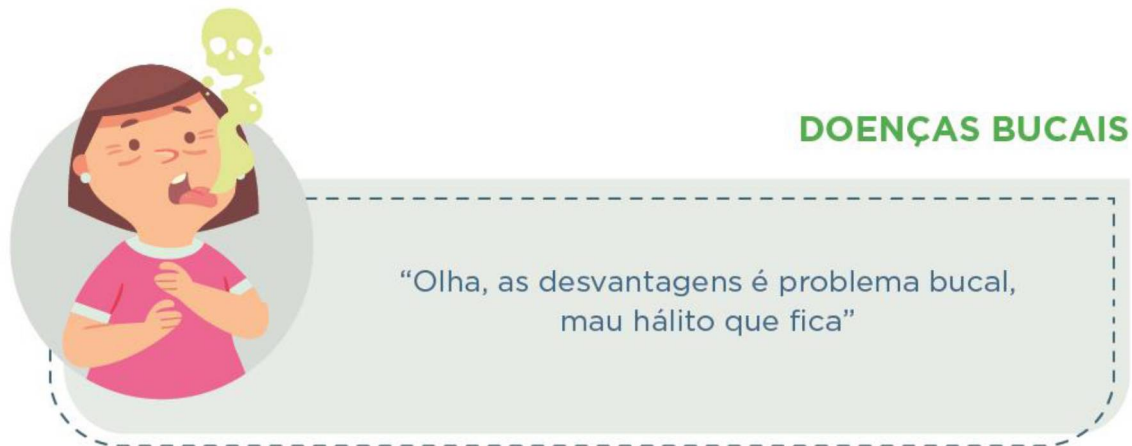 DOENÇAS BUCAIS
“Olha, as desvantagens é problema bucal,
mau hálito que fica”